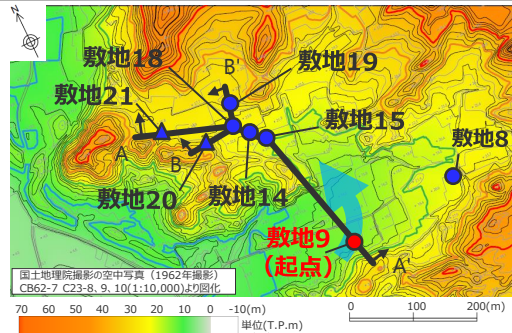 N
敷地18
B'
敷地19
敷地21
敷地15
敷地8
A
B
敷地20
敷地14
敷地9
(起点)
A'
国土地理院撮影の空中写真（1962年撮影）
CB62-7 C23-8、9、10(1:10,000)より図化
70 60 50 40 30 20 10 0 -10(m)
単位(T.P.m)
0 100 200(m)